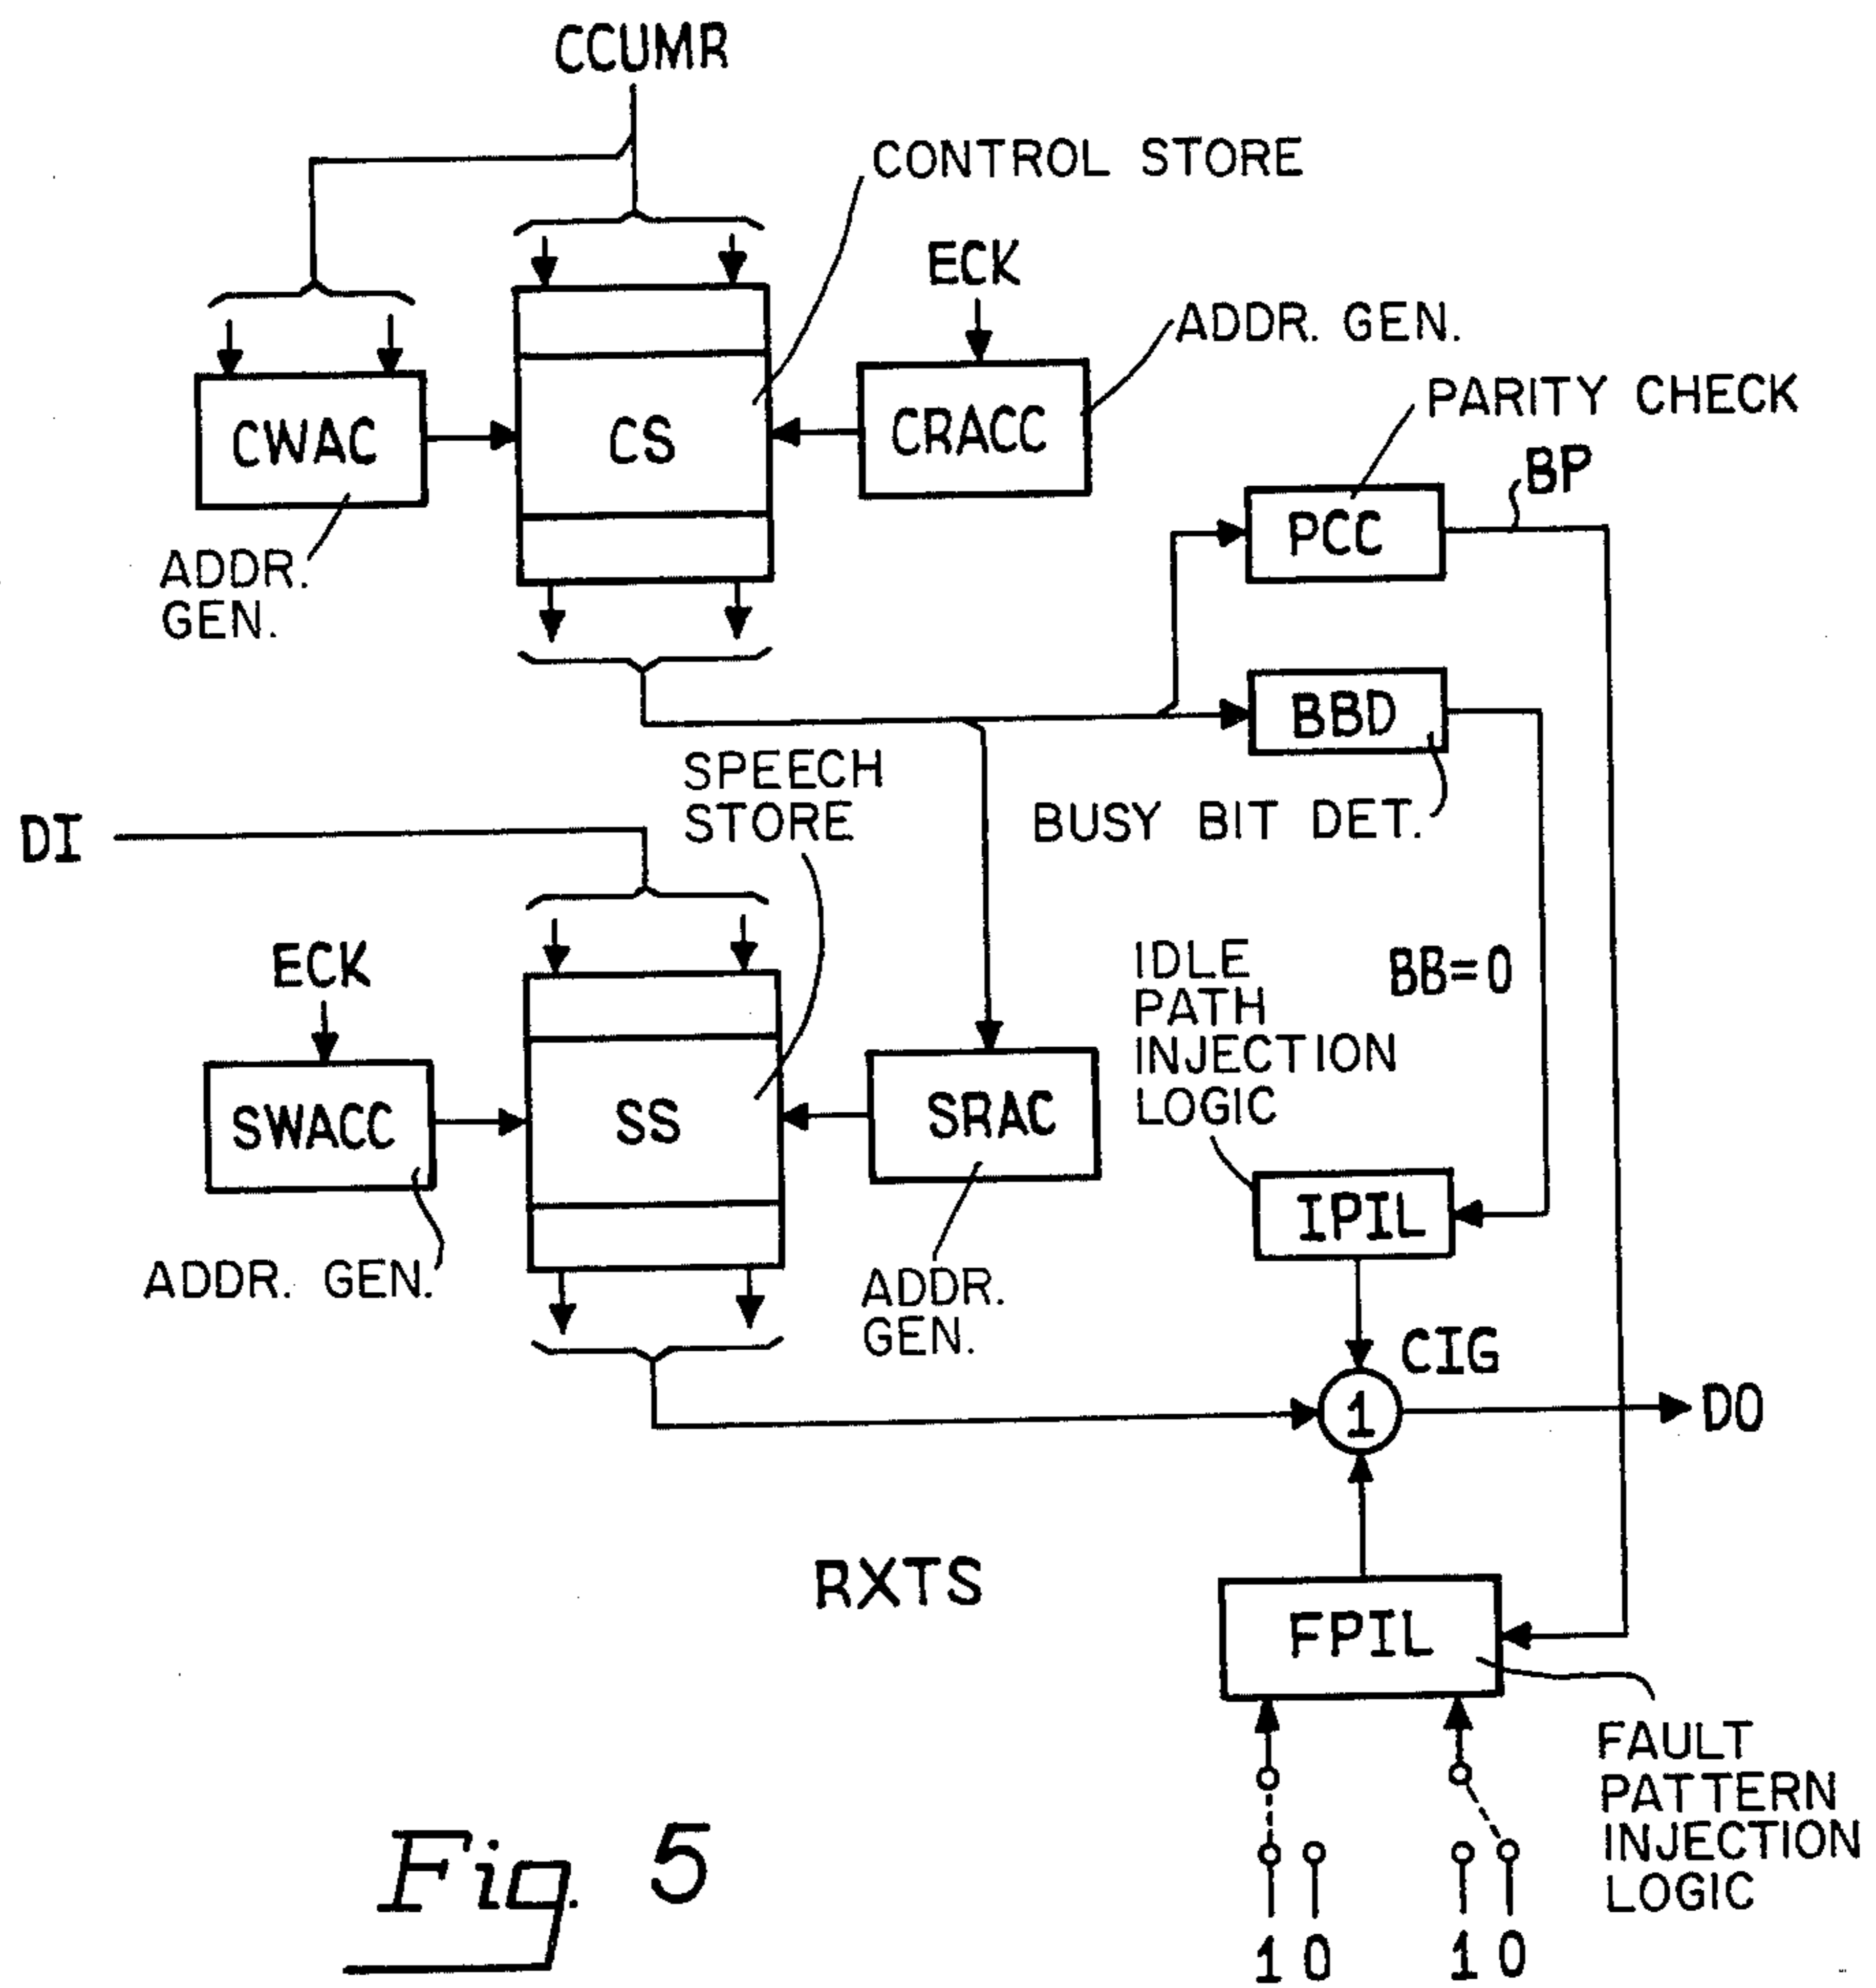 CCUMR
CONTROL STORE
ECK
ADDR. GEN.
PARITY CHECK
CWAC
CS
CRACC
BP
PCC
ADDR.
GEN.
BBD
SPEECH
STORE
BUSY BIT DET.
DI
ECK
IDLE
PATH
INJECTION
LOGIC
BB=0
SWACC
SS
SRAC
IPIL
ADDR. GEN.
ADDR.
GEN.
CIG
1
DO
RXTS
FPIL
FAULT
PATTERN
INJECTION
LOGIC
1 0
1 0
Fig. 5